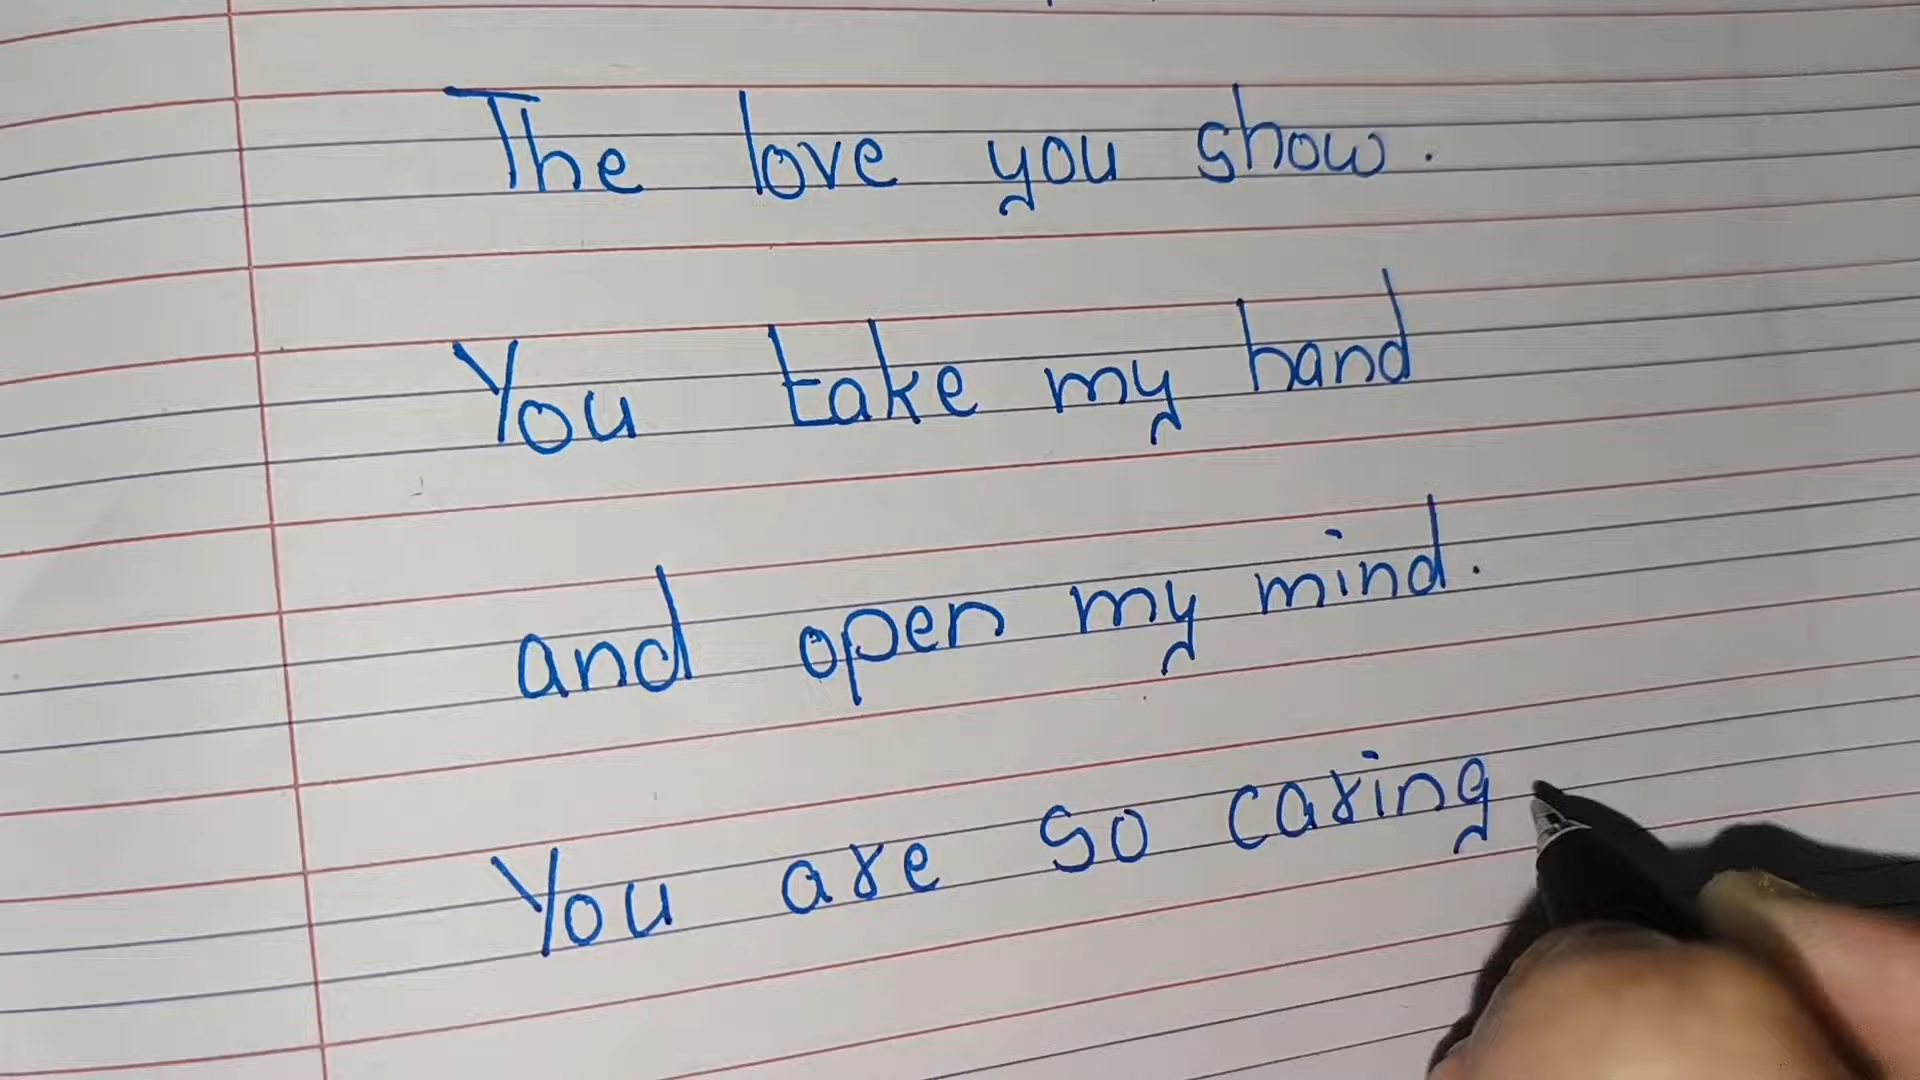 The love you show.
You take my hand
and open my mind.
You are so caring